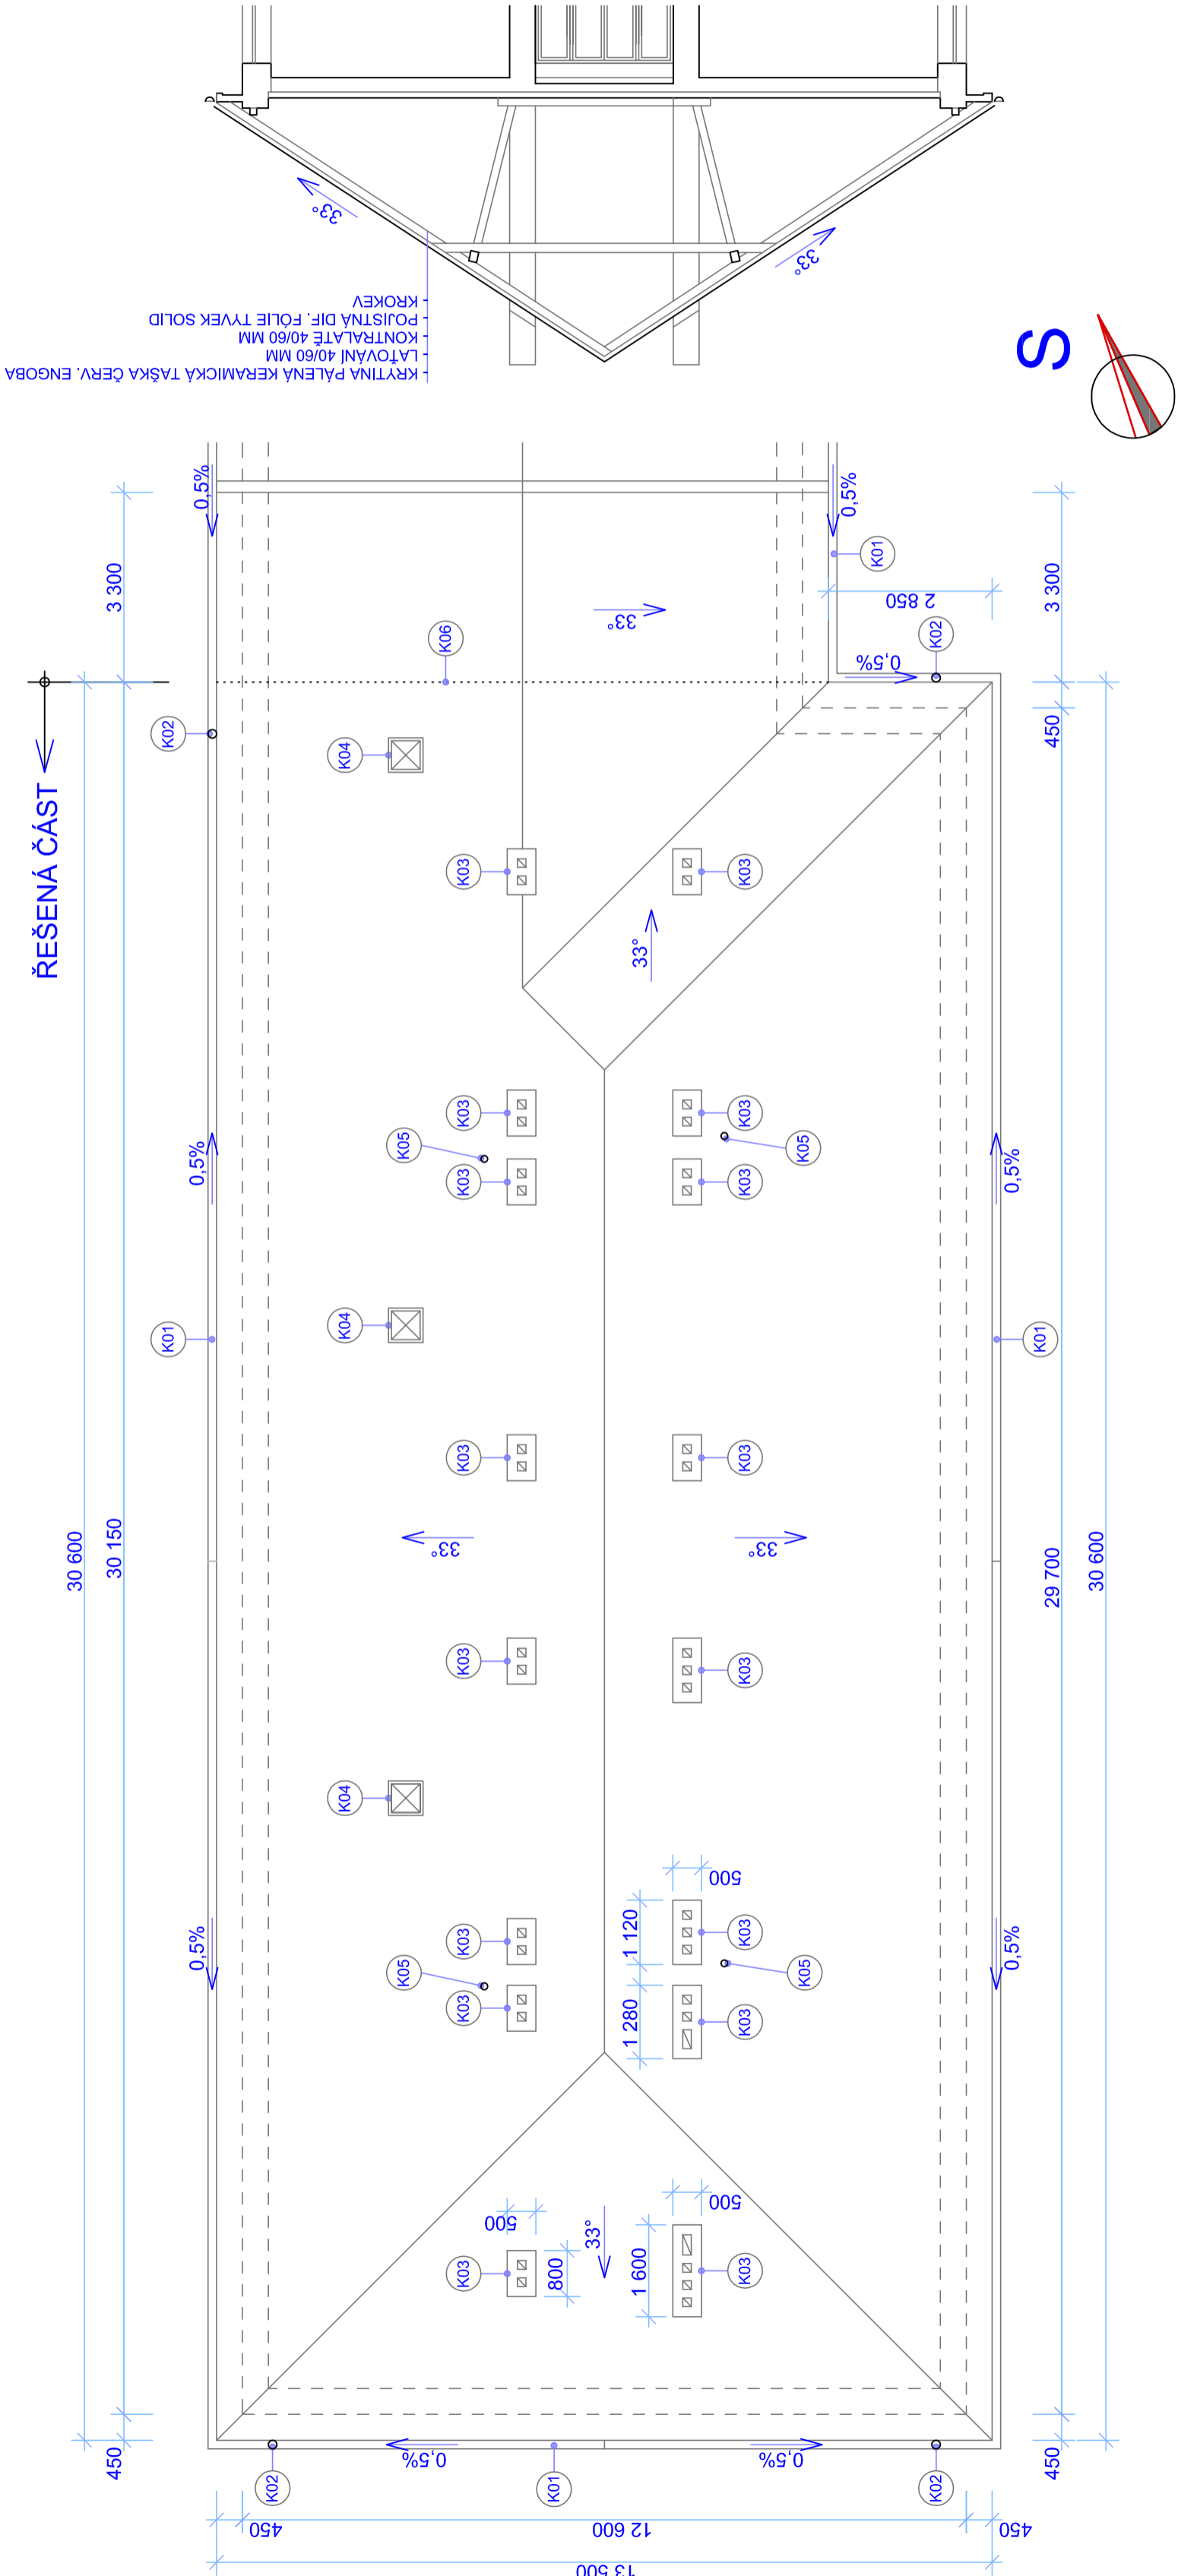 33°
33°
KROKEV
POJISTNÁ DIF. FÓLIE TYVEK SOLID
KONTRALATĚ 40/60 MM
LAŤOVÁNÍ 40/60 MM
KRYTINA PÁLENÁ KERAMICKÁ TAŠKA ČERV. ENGOBA
S
0,5%
0,5%
K01
3 300
3 300
2 850
33°
K06
K02
0,5%
ŘEŠENÁ ČÁST
K02
K04
450
K03
K03
33°
K03
K03
K05
K05
0,5%
0,5%
K03
K03
K01
K04
K01
K03
K03
30 600
30 150
33°
33°
29 700
30 600
K03
K03
K04
500
0,5%
K03
1 120
K03
0,5%
K05
K05
K03
1 280
K03
500
500
33°
K03
800
1 600
K03
450
0,5%
0,5%
450
K02
K01
K02
450
12 600
450
13 500